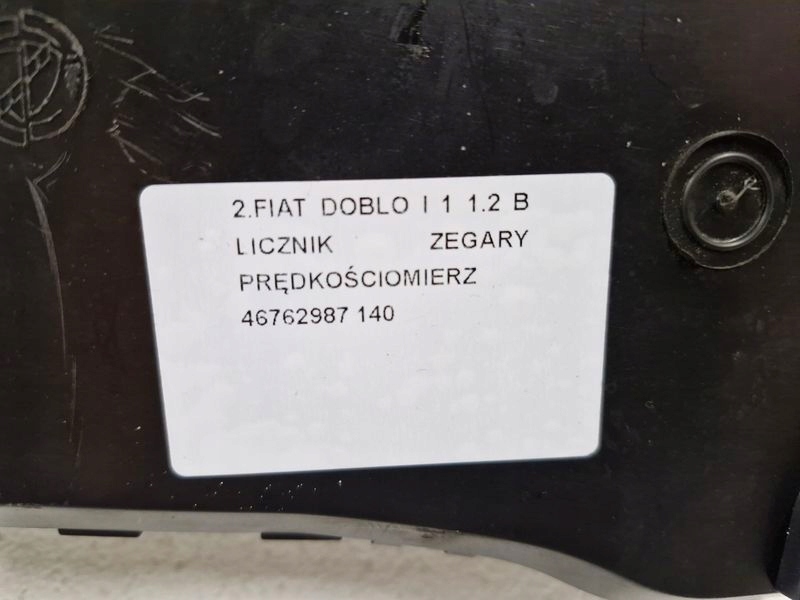 2.FIAT DOBLO I 1 1.2 B
LICZNIK ZEGARY
PRĘDKOŚCIOMIERZ
46762987 140